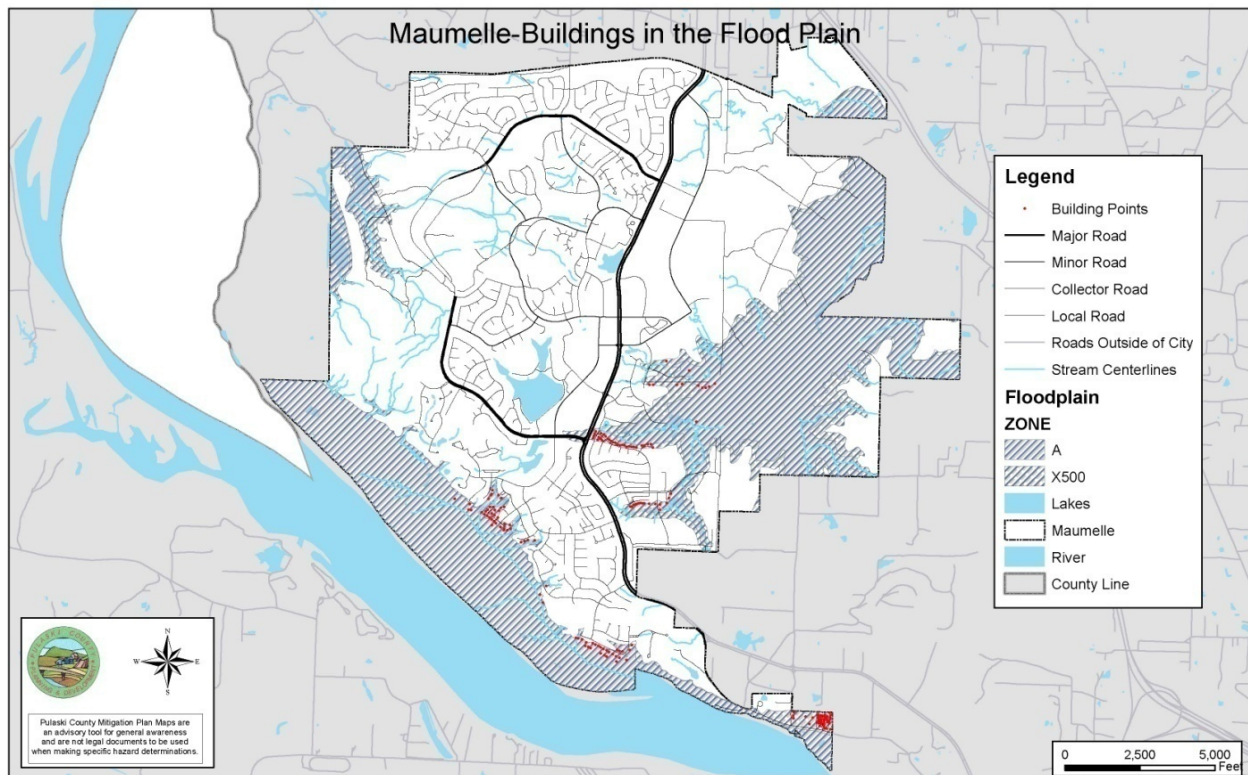 Maumelle-Buildings in the Flood Plain
Legend
Building Points
Major Road
Minor Road
Collector Road
Local Road
Roads Outside of City
Stream Centerlines
Floodplain
ZONE
A
X500
Lakes
Maumelle
River
County Line
PULASKI COUNTY
N
W E
S
Pulaski County Mitigation Plan Maps are
an advisory tool for general awareness
and are not legal documents to be used
when making specific hazard determinations.
0 2,500 5,000
Feet